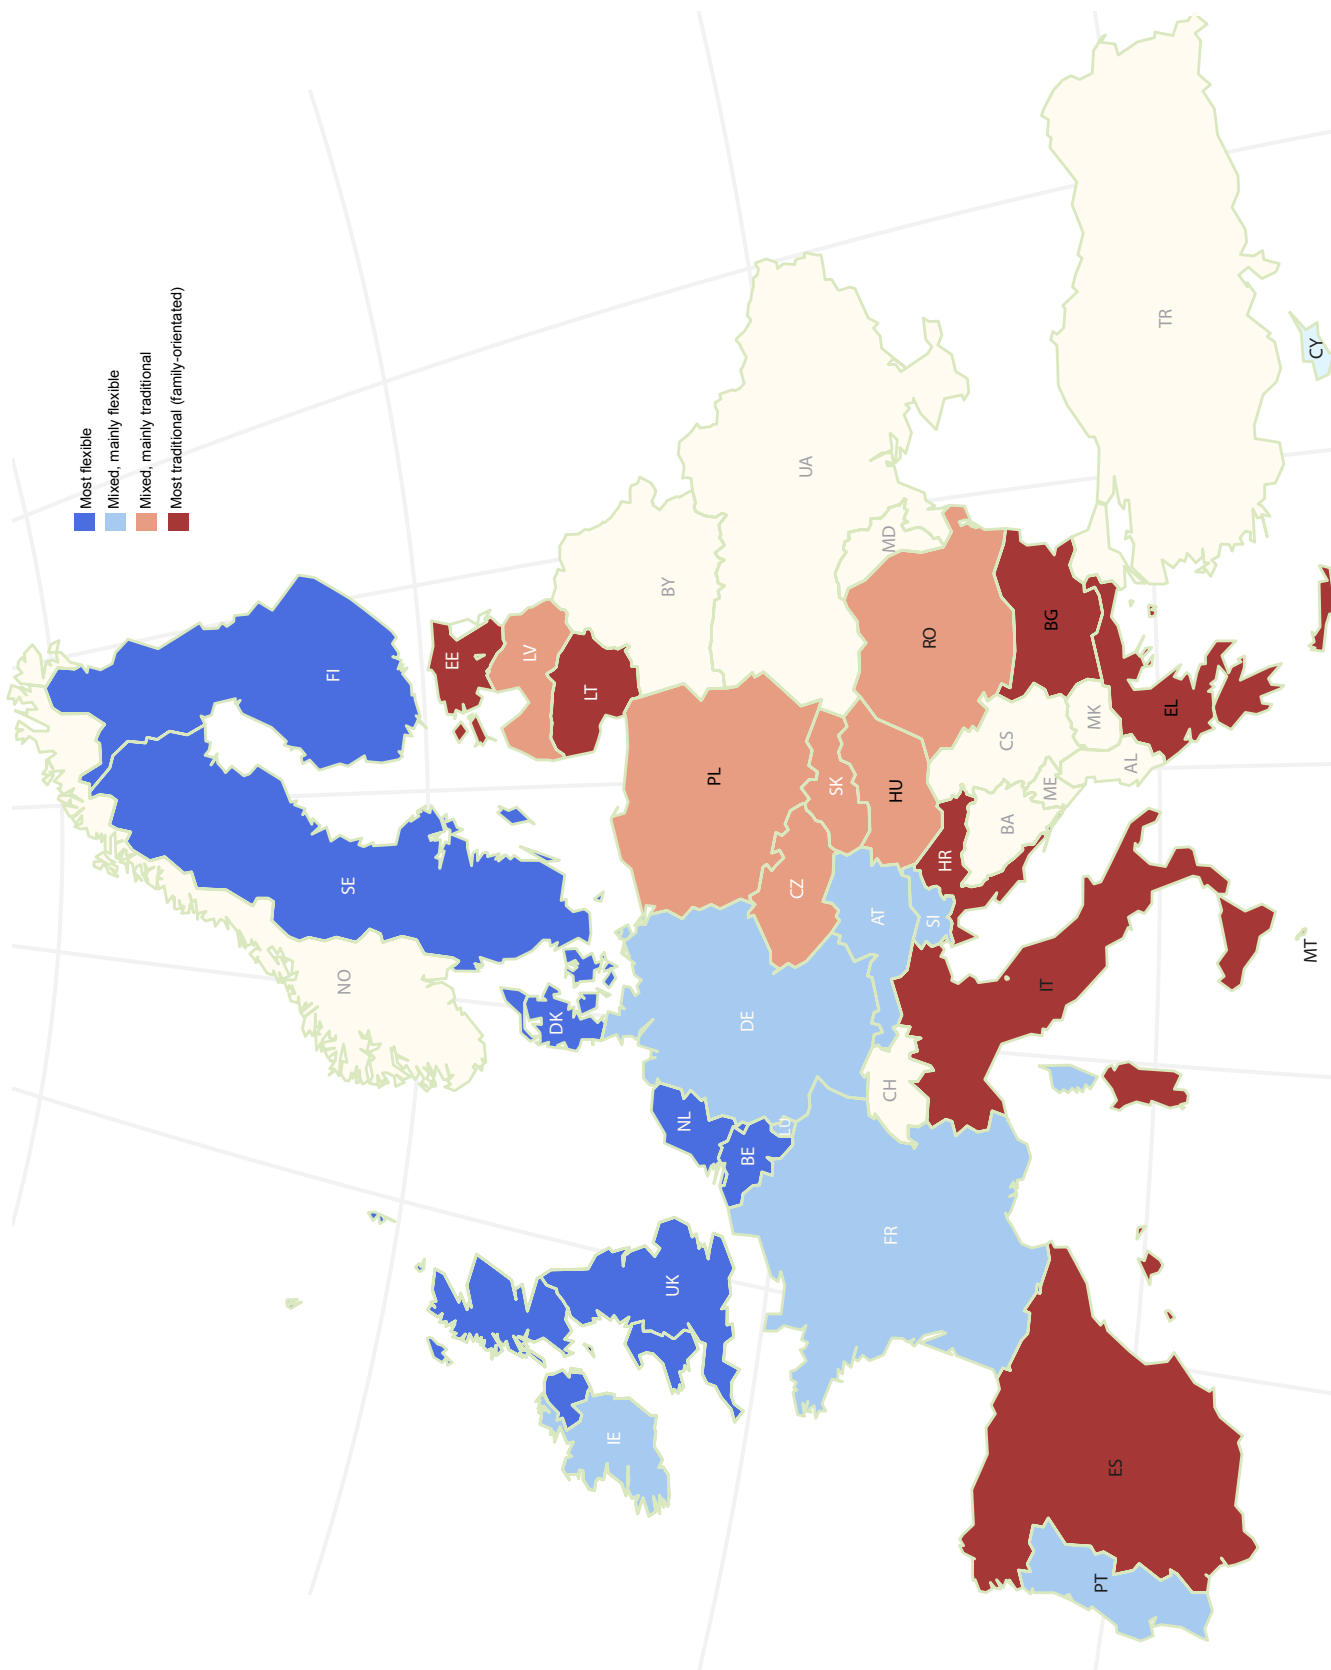 Most flexible
Mixed, mainly flexible
Mixed, mainly traditional
Most traditional (family-orientated)
FI
SE
NO
EE
LV
LT
DK
BY
PL
UA
IE
UK
NL
BE
LU
DE
CZ
SK
AT
HU
MD
RO
FR
CH
SI
HR
BA
CS
ME
BG
MK
AL
EL
TR
CY
IT
MT
PT
ES